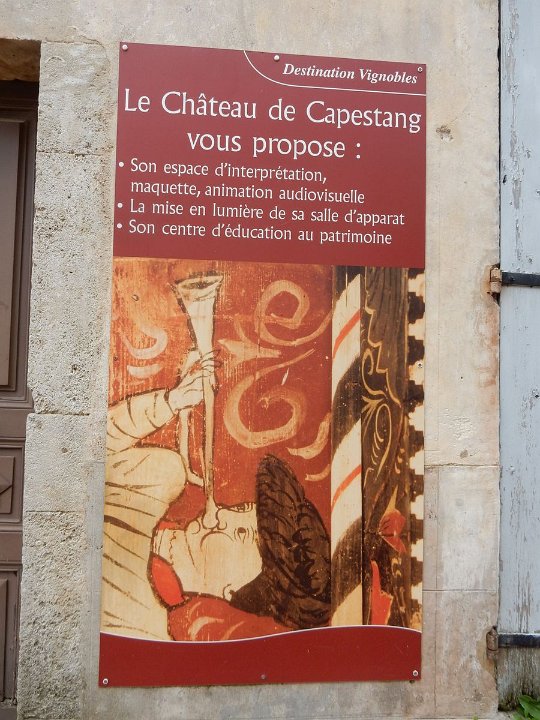 Destination Vignobles
Le Château de Capestang
vous propose :
• Son espace d'interprétation,
maquette, animation audiovisuelle
• La mise en lumière de sa salle d'apparat
• Son centre d'éducation au patrimoine